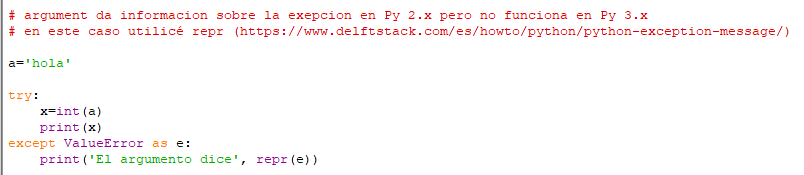 # argument da informacion sobre la exepcion en Py 2.x pero no funciona en Py 3.x
# en este caso utilicé repr (https://www.delftstack.com/es/howto/python/python-exception-message/)
a='hola'
try:
    x=int(a)
    print(x)
except ValueError as e:
    print('El argumento dice', repr(e))